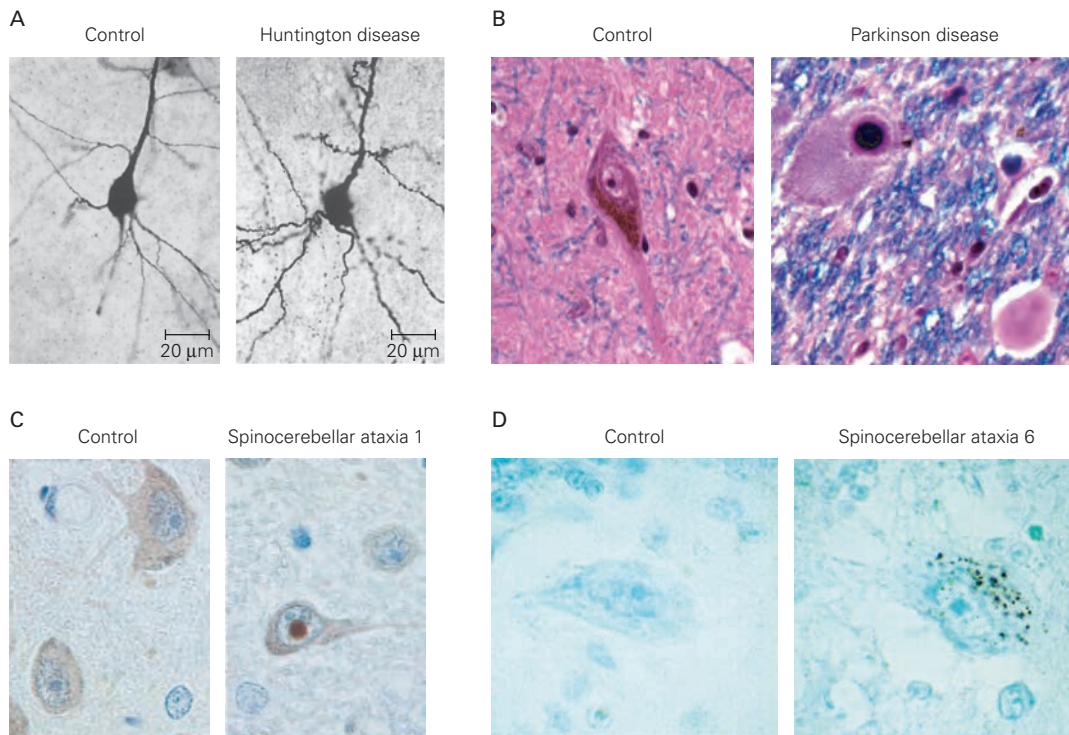 A
Control
Huntington disease
20 μm
20 μm
B
Control
Parkinson disease
C
Control
Spinocerebellar ataxia 1
D
Control
Spinocerebellar ataxia 6